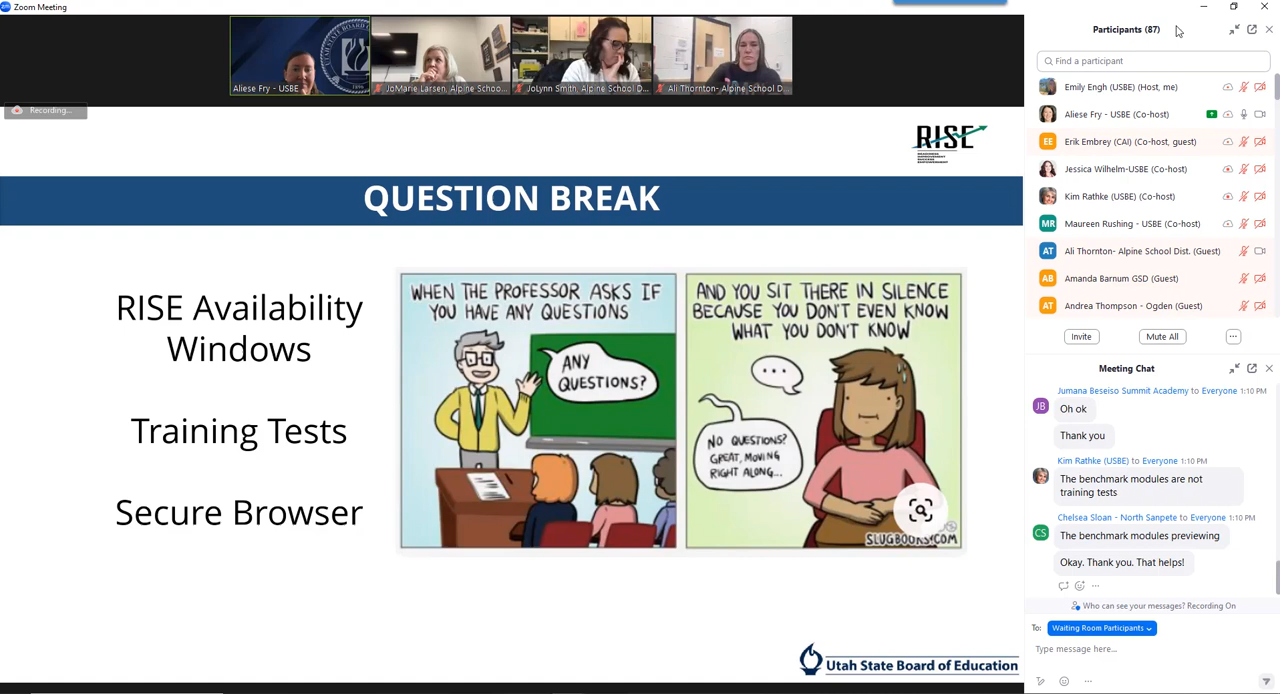 Zoom Meeting
Aliese Fry - USBE
JoMarie Larsen, Alpine Schoo...
JoLynn Smith, Alpine School D...
Ali Thornton- Alpine School D...
Recording...
RISE
QUESTION BREAK
RISE Availability
Windows
Training Tests
Secure Browser
WHEN THE PROFESSOR ASKS IF
YOU HAVE ANY QUESTIONS
ANY
QUESTIONS?
AND YOU SIT THERE IN SILENCE
BECAUSE YOU DON'T EVEN KNOW
WHAT YOU DON'T KNOW
...
NO QUESTIONS?
GREAT, MOVING
RIGHT ALONG...
SLUGBOOKS.COM
Utah State Board of Education
Participants (87)
Find a participant
Emily Engh (USBE) (Host, me)
Aliese Fry - USBE (Co-host)
EE Erik Embrey (CAI) (Co-host, guest)
Jessica Wilhelm-USBE (Co-host)
Kim Rathke (USBE) (Co-host)
MR Maureen Rushing - USBE (Co-host)
AT Ali Thornton- Alpine School Dist. (Guest)
AB Amanda Barnum GSD (Guest)
AT Andrea Thompson - Ogden (Guest)
Invite Mute All ...
Meeting Chat
Jumana Beseiso Summit Academy to Everyone 1:10 PM
JB Oh ok
Thank you
Kim Rathke (USBE) to Everyone 1:10 PM
The benchmark modules are not
training tests
Chelsea Sloan - North Sanpete to Everyone 1:10 PM
CS The benchmark modules previewing
Okay. Thank you. That helps!
Who can see your messages? Recording On
To: Waiting Room Participants
Type message here...